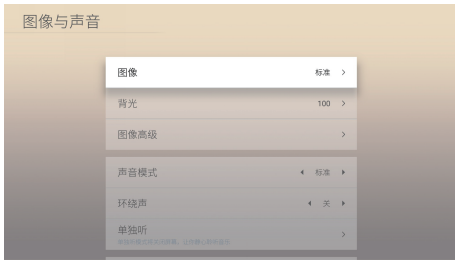 图像与声音
图像 标准
背光 100
图像高级
声音模式 标准
环绕声 关
单独听